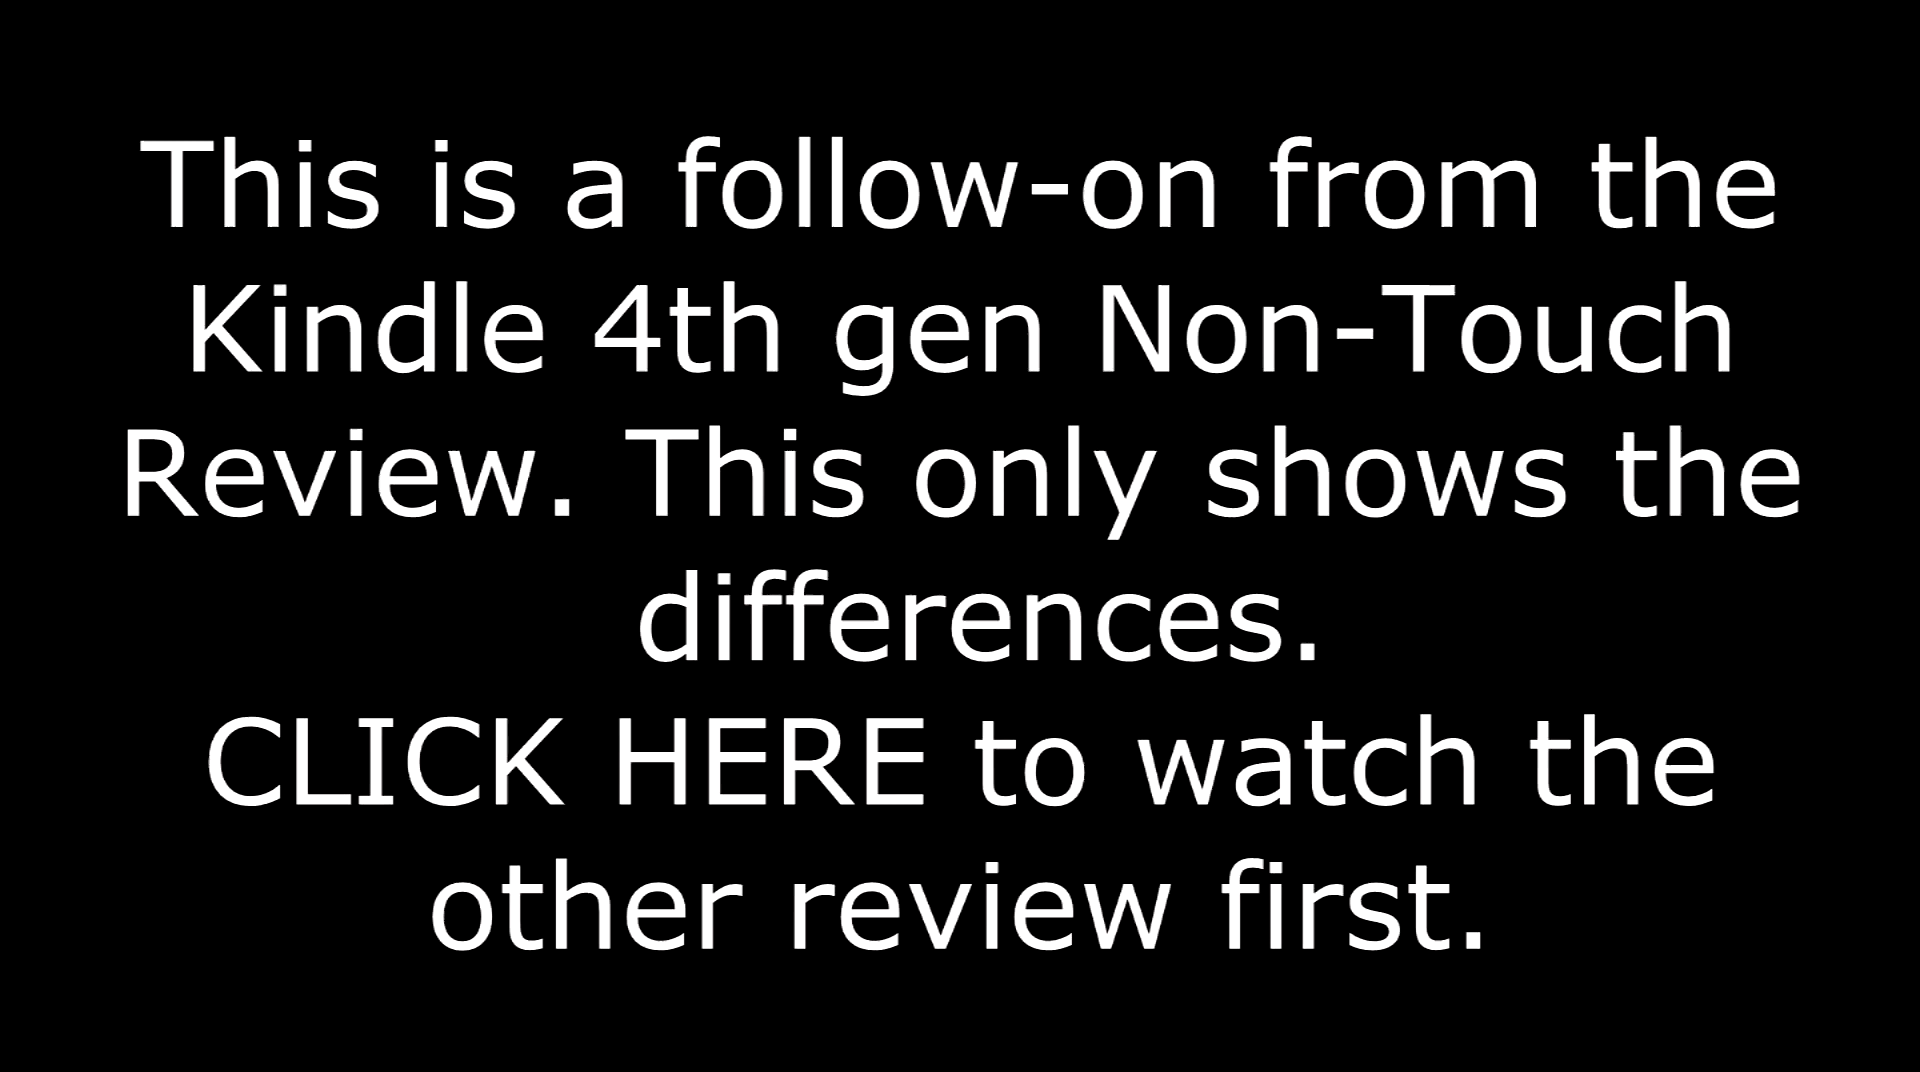 This is a follow-on from the
Kindle 4th gen Non-Touch
Review. This only shows the
differences.
CLICK HERE to watch the
other review first.